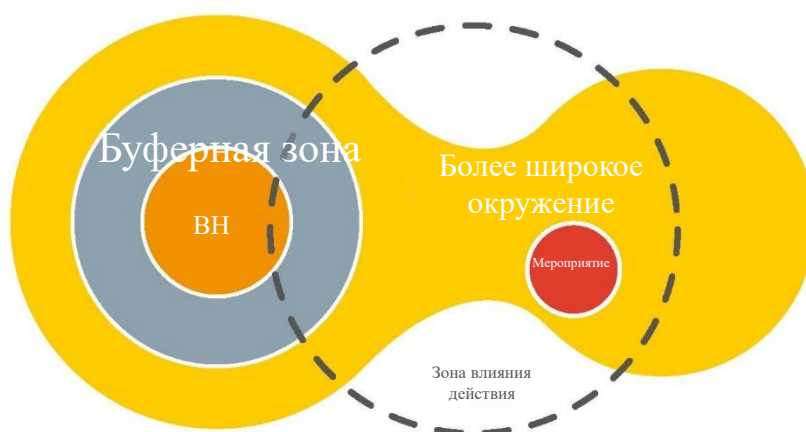 Буферная зона
ВН
Более широкое
окружение
Мероприятие
Зона влияния
действия